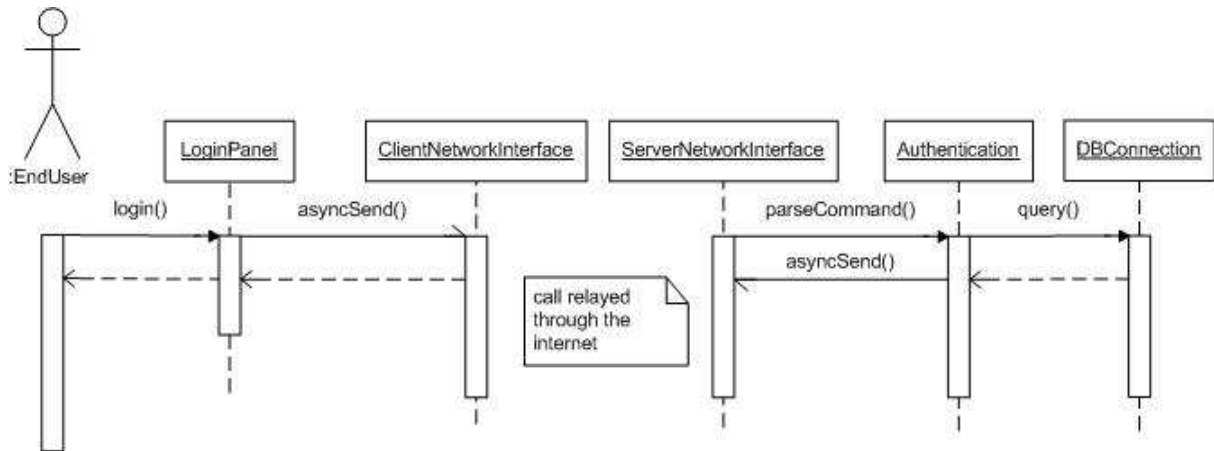 :EndUser
LoginPanel
ClientNetworkInterface
ServerNetworkInterface
Authentication
DBConnection
login()
asyncSend()
parseCommand()
query()
asyncSend()
call relayed
through the
internet